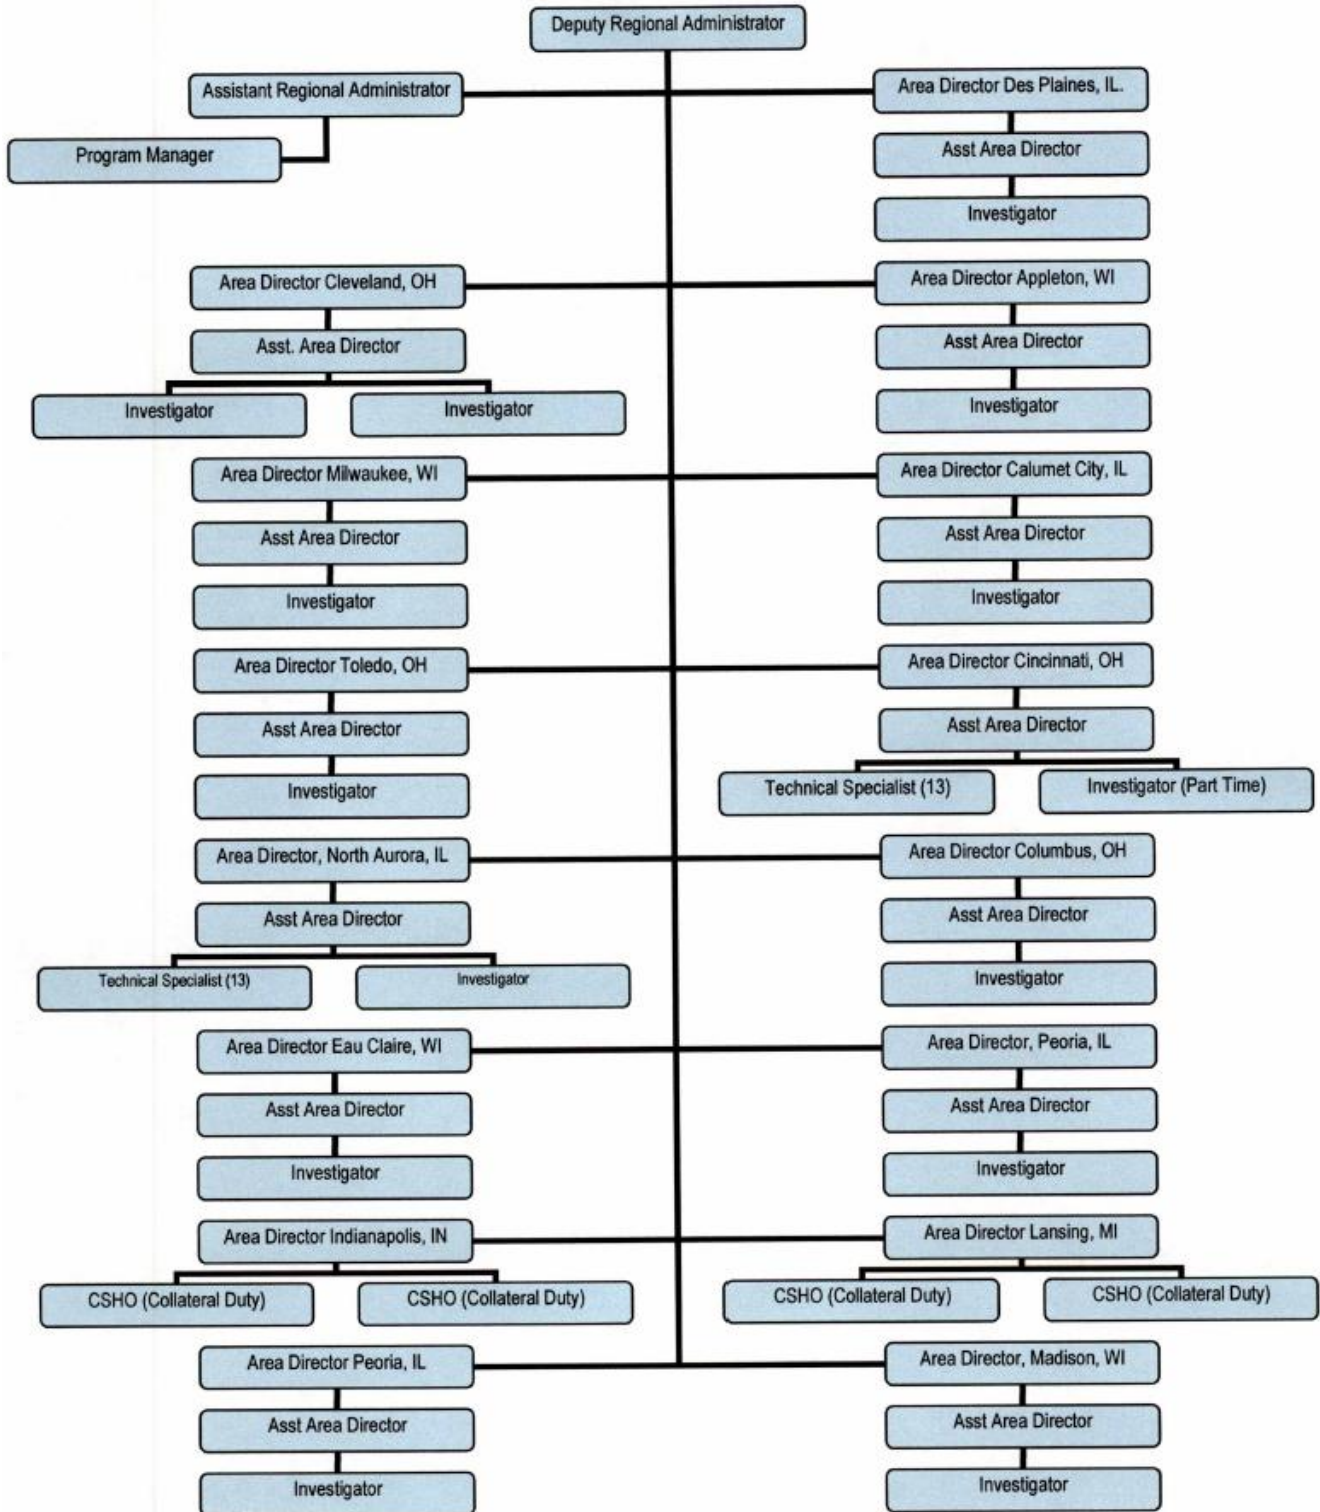 Deputy Regional Administrator
Assistant Regional Administrator
Area Director Des Plaines, IL.
Program Manager
Asst Area Director
Investigator
Area Director Cleveland, OH
Area Director Appleton, WI
Asst. Area Director
Asst Area Director
Investigator
Investigator
Investigator
Area Director Milwaukee, WI
Area Director Calumet City, IL
Asst Area Director
Asst Area Director
Investigator
Investigator
Area Director Toledo, OH
Area Director Cincinnati, OH
Asst Area Director
Asst Area Director
Investigator
Technical Specialist (13)
Investigator (Part Time)
Area Director, North Aurora, IL
Area Director Columbus, OH
Asst Area Director
Asst Area Director
Technical Specialist (13)
Investigator
Investigator
Area Director Eau Claire, WI
Area Director, Peoria, IL
Asst Area Director
Asst Area Director
Investigator
Investigator
Area Director Indianapolis, IN
Area Director Lansing, MI
CSHO (Collateral Duty)
CSHO (Collateral Duty)
CSHO (Collateral Duty)
CSHO (Collateral Duty)
Area Director Peoria, IL
Area Director, Madison, WI
Asst Area Director
Asst Area Director
Investigator
Investigator